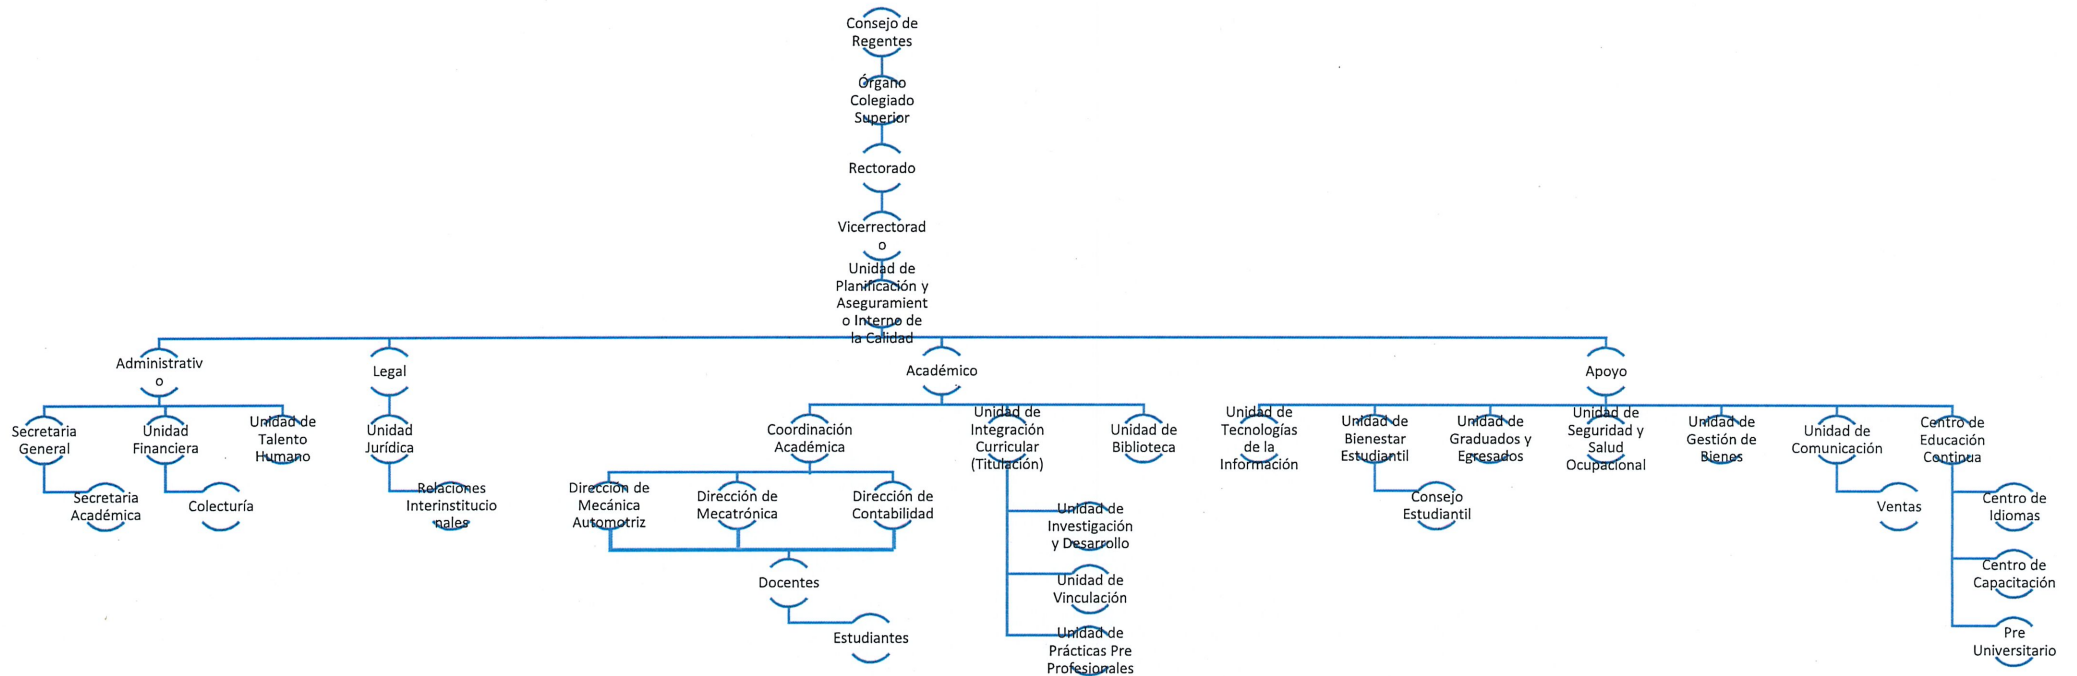 Consejo de
Regentes
Órgano
Colegiado
Superior
Rectorado
Vicerrectorad
o
Unidad de
Planificación y
Aseguramient
o Interno de
la Calidad
Administrativ
o
Legal
Académico
Apoyo
Secretaria
General
Unidad
Financiera
Unidad de
Talento
Humano
Unidad
Jurídica
Coordinación
Académica
Unidad de
Integración
Curricular
(Titulación)
Unidad de
Biblioteca
Unidad de
Tecnologías
de la
Información
Unidad de
Bienestar
Estudiantil
Unidad de
Graduados y
Egresados
Unidad de
Seguridad y
Salud
Ocupacional
Unidad de
Gestión de
Bienes
Unidad de
Comunicación
Centro de
Educación
Continua
Secretaria
Académica
Colecturía
Relaciones
Interinstitucio
nales
Dirección de
Mecánica
Automotriz
Dirección de
Mecatrónica
Dirección de
Contabilidad
Unidad de
Investigación
y Desarrollo
Consejo
Estudiantil
Ventas
Centro de
Idiomas
Docentes
Unidad de
Vinculación
Centro de
Capacitación
Estudiantes
Unidad de
Prácticas Pre
Profesionales
Pre
Universitario